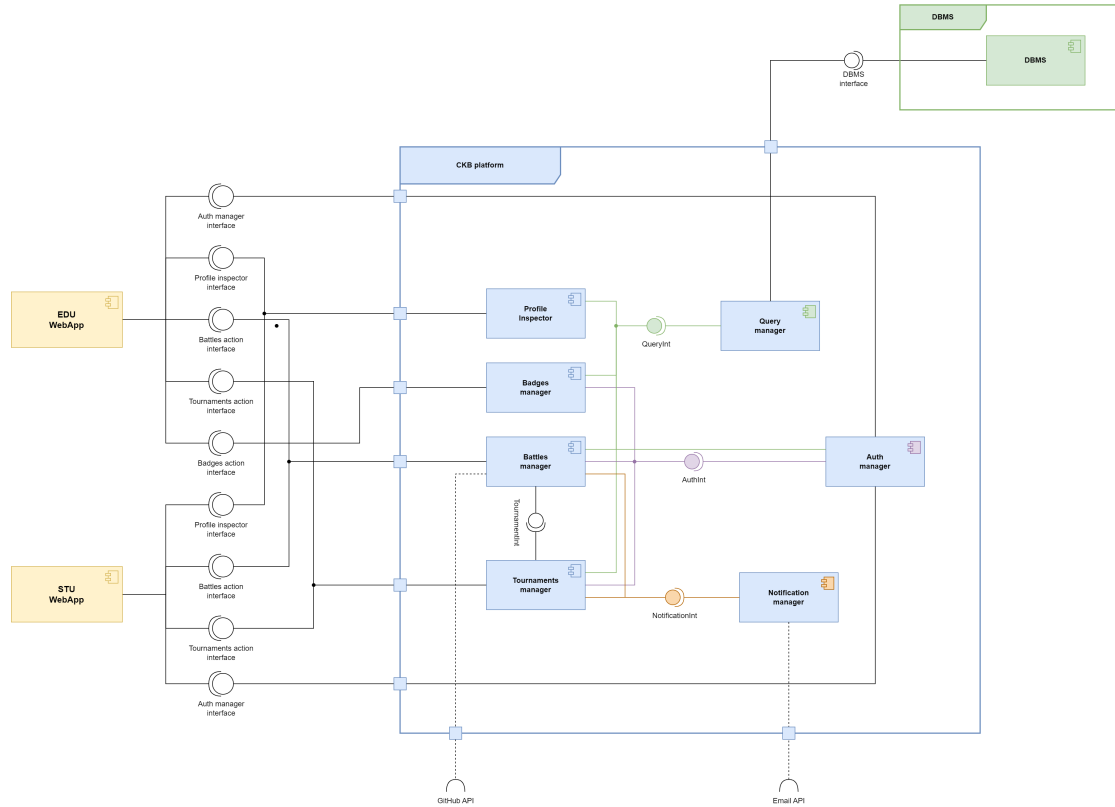 DBMS
DBMS
DBMS
interface
CKB platform
Auth manager
interface
Profile inspector
interface
EDU
WebApp
Battles action
interface
Tournaments action
interface
Badges action
interface
Profile inspector
interface
STU
WebApp
Battles action
interface
Tournaments action
interface
Auth manager
interface
Profile
Inspector
Query
manager
QueryInt
Badges
manager
Battles
manager
Auth
manager
AuthInt
TournamentInt
Tournaments
manager
Notification
manager
NotificationInt
GitHub API
Email API